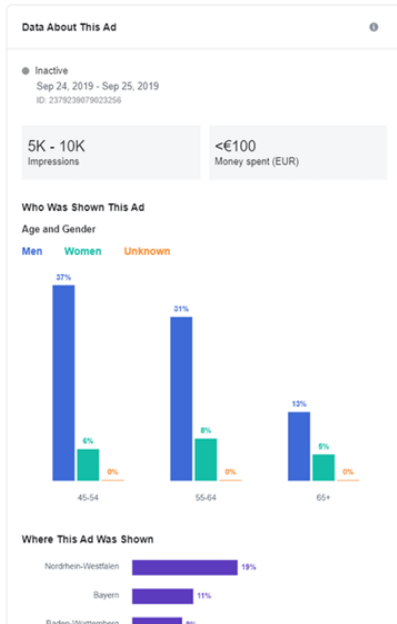 Data About This Ad
Inactive
Sep 24, 2019 - Sep 25, 2019
ID: 2379239079023256
5K - 10K
Impressions
<€100
Money spent (EUR)
Who Was Shown This Ad
Age and Gender
Men Women Unknown
37%
6%
0%
31%
8%
0%
13%
0%
45-54 55-64 65+
Where This Ad Was Shown
Nordrhein-Westfalen 19%
Bayern 11%